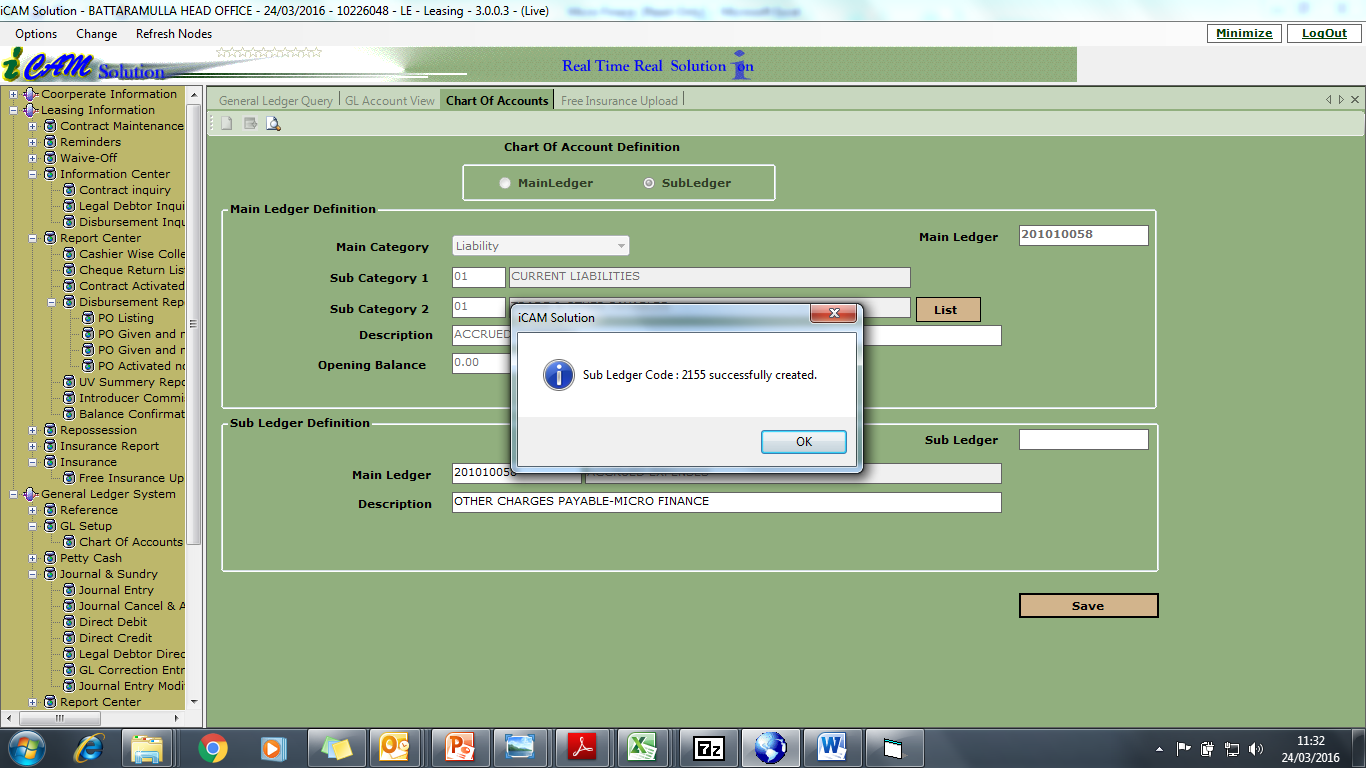 iCAM Solution - BATTARAMULLA HEAD OFFICE - 24/03/2016 - 10226048 - LE - Leasing - 3.0.0.3 - (Live)
Options Change Refresh Nodes Minimize LogOut
iCAM Solution Real Time Real Solution
Coorperate Information
Leasing Information
Contract Maintenance
Reminders
Waive-Off
Information Center
Contract inquiry
Legal Debtor Inqui
Disbursement Inqu
Report Center
Cashier Wise Colle
Cheque Return Lis
Contract Activated
Disbursement Repo
PO Listing
PO Given and n
PO Given and n
PO Activated no
UV Summery Repo
Introducer Commi
Balance Confirmat
Repossession
Insurance Report
Insurance
Free Insurance Up
General Ledger System
Reference
GL Setup
Chart Of Accounts
Petty Cash
Journal & Sundry
Journal Entry
Journal Cancel & A
Direct Debit
Direct Credit
Legal Debtor Direc
GL Correction Entr
Journal Entry Modi
Report Center
General Ledger Query GL Account View Chart Of Accounts Free Insurance Upload
Chart Of Account Definition
MainLedger SubLedger
Main Ledger Definition
Main Category Liability Main Ledger 201010058
Sub Category 1 01 CURRENT LIABILITIES
Sub Category 2 01 List
Description ACCRUED
Opening Balance 0.00
iCAM Solution
Sub Ledger Code : 2155 successfully created.
OK
Sub Ledger Definition
Sub Ledger
Main Ledger 201010058 ACCRUED EXPENSES
Description OTHER CHARGES PAYABLE-MICRO FINANCE
Save
11:32
24/03/2016